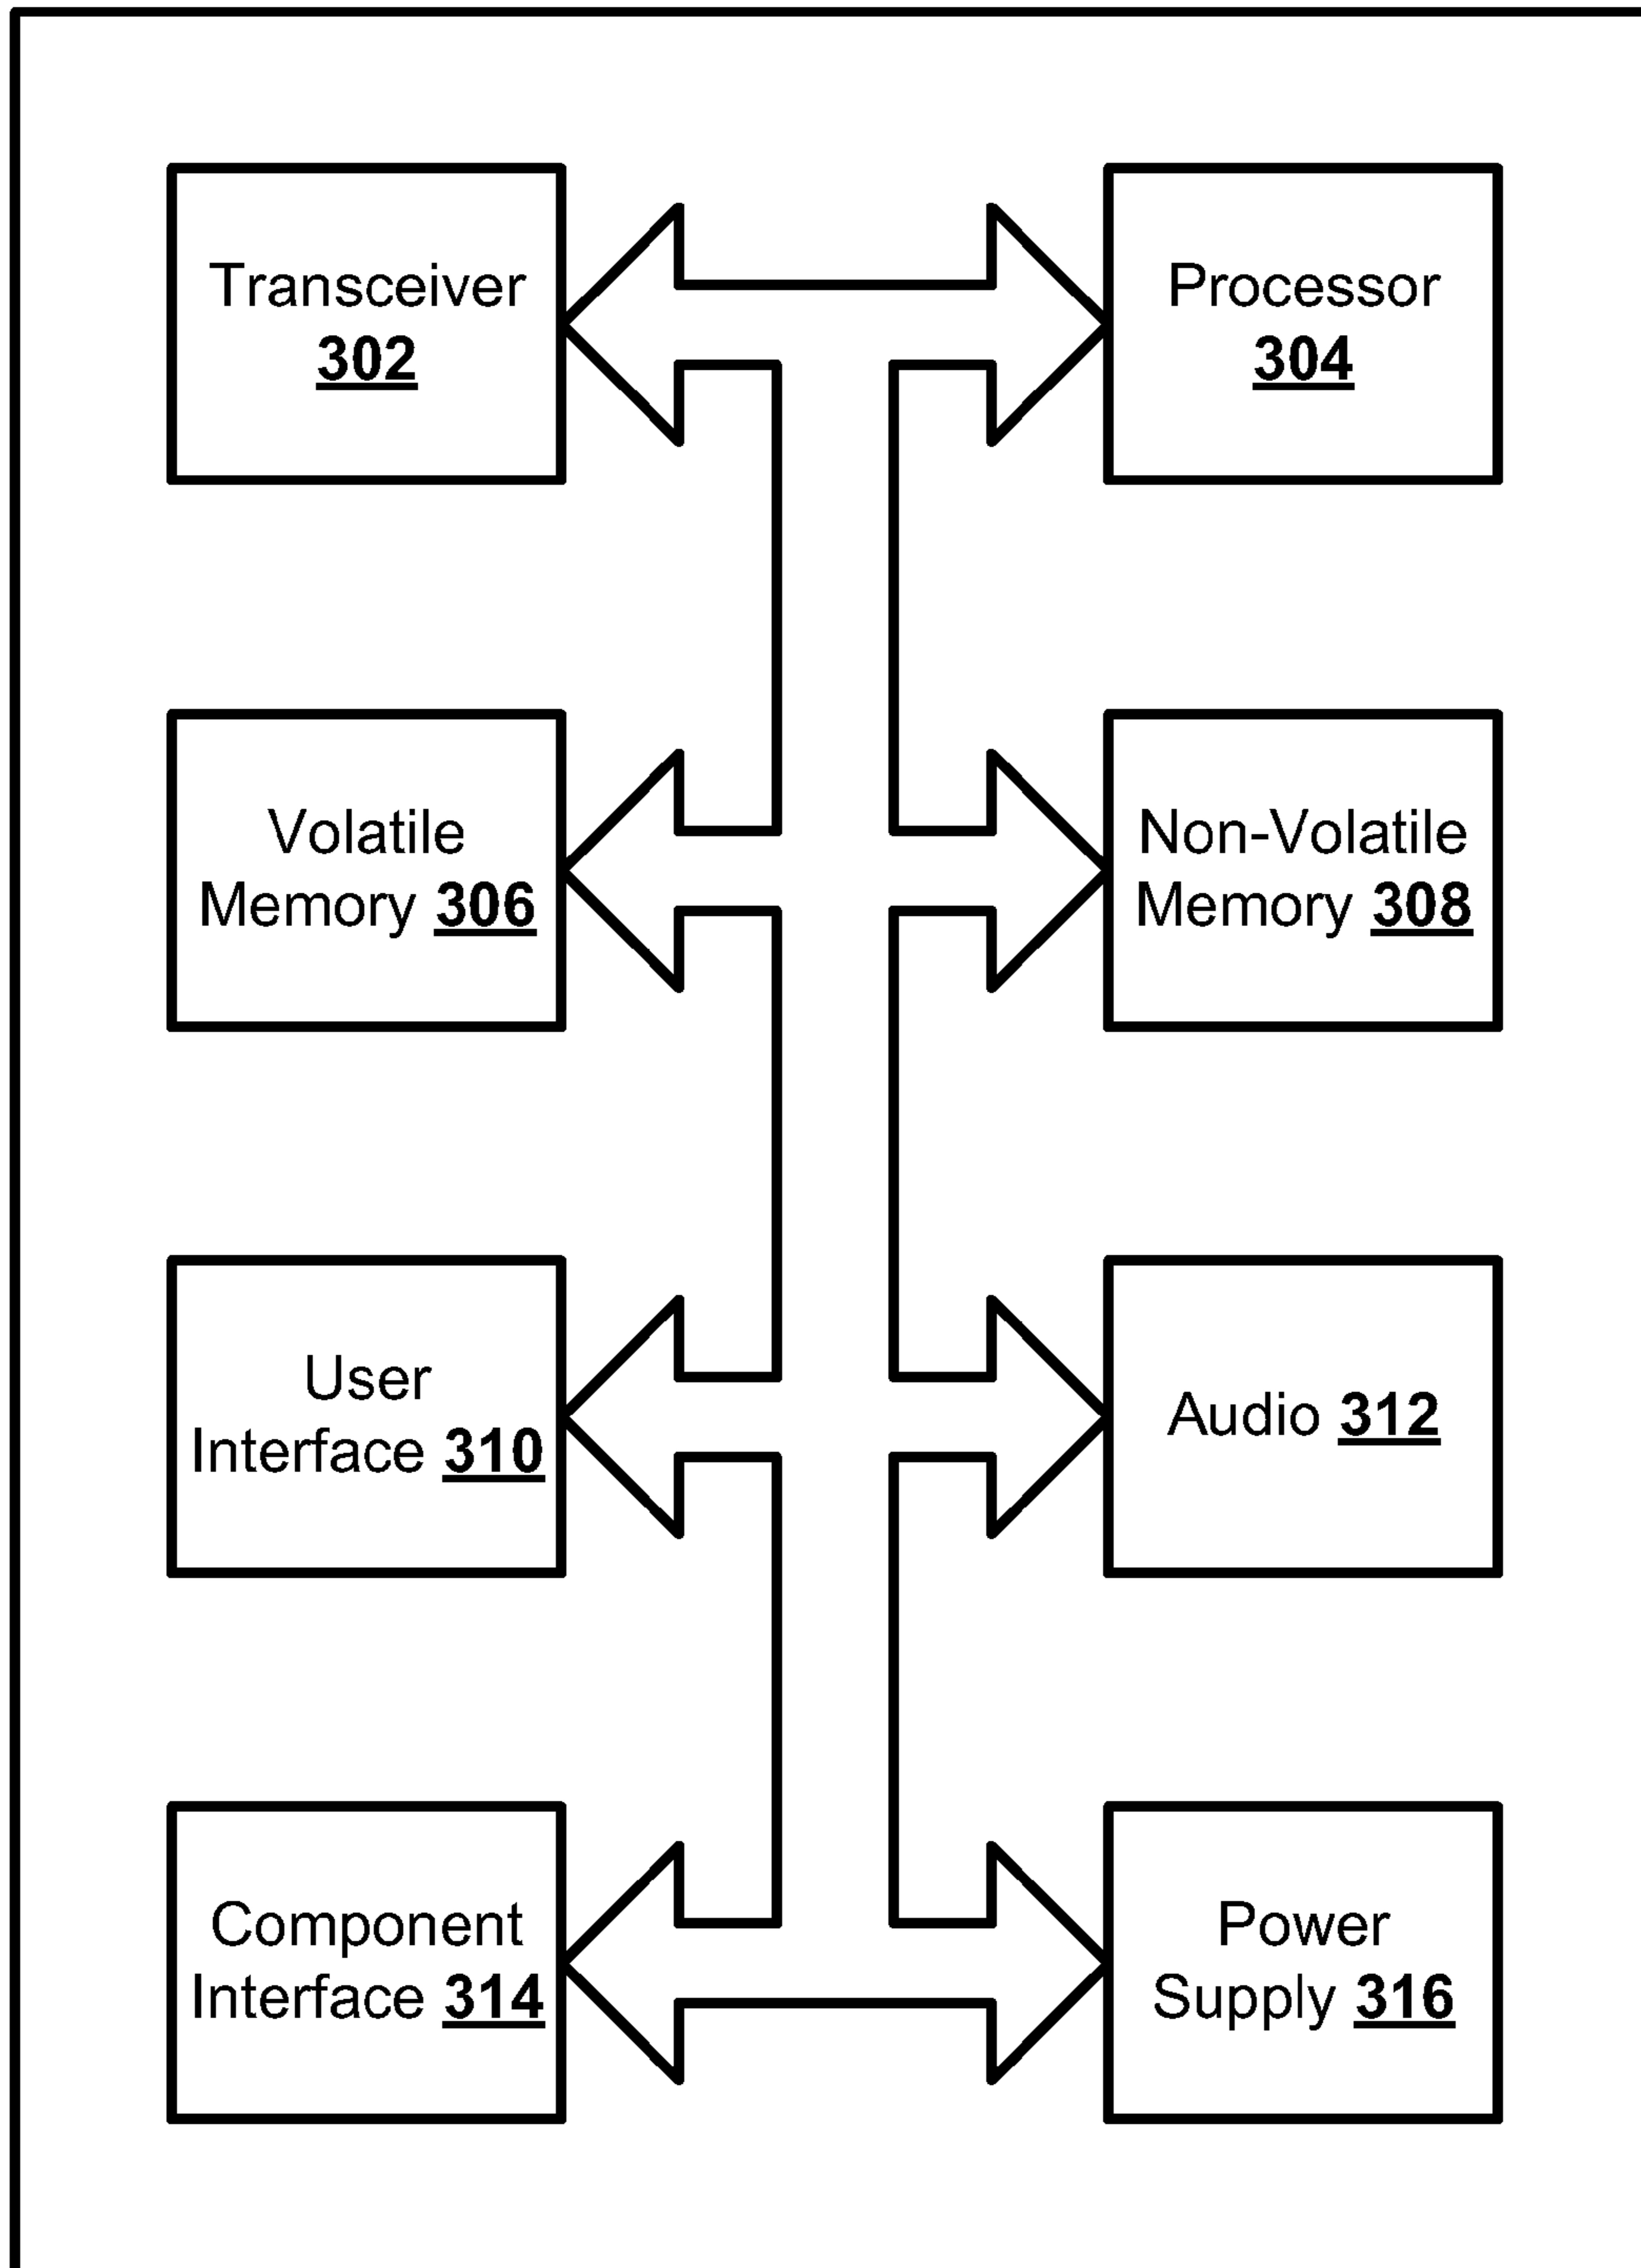 Transceiver
302
Processor
304
Volatile
Memory 306
Non-Volatile
Memory 308
User
Interface 310
Audio 312
Component
Interface 314
Power
Supply 316